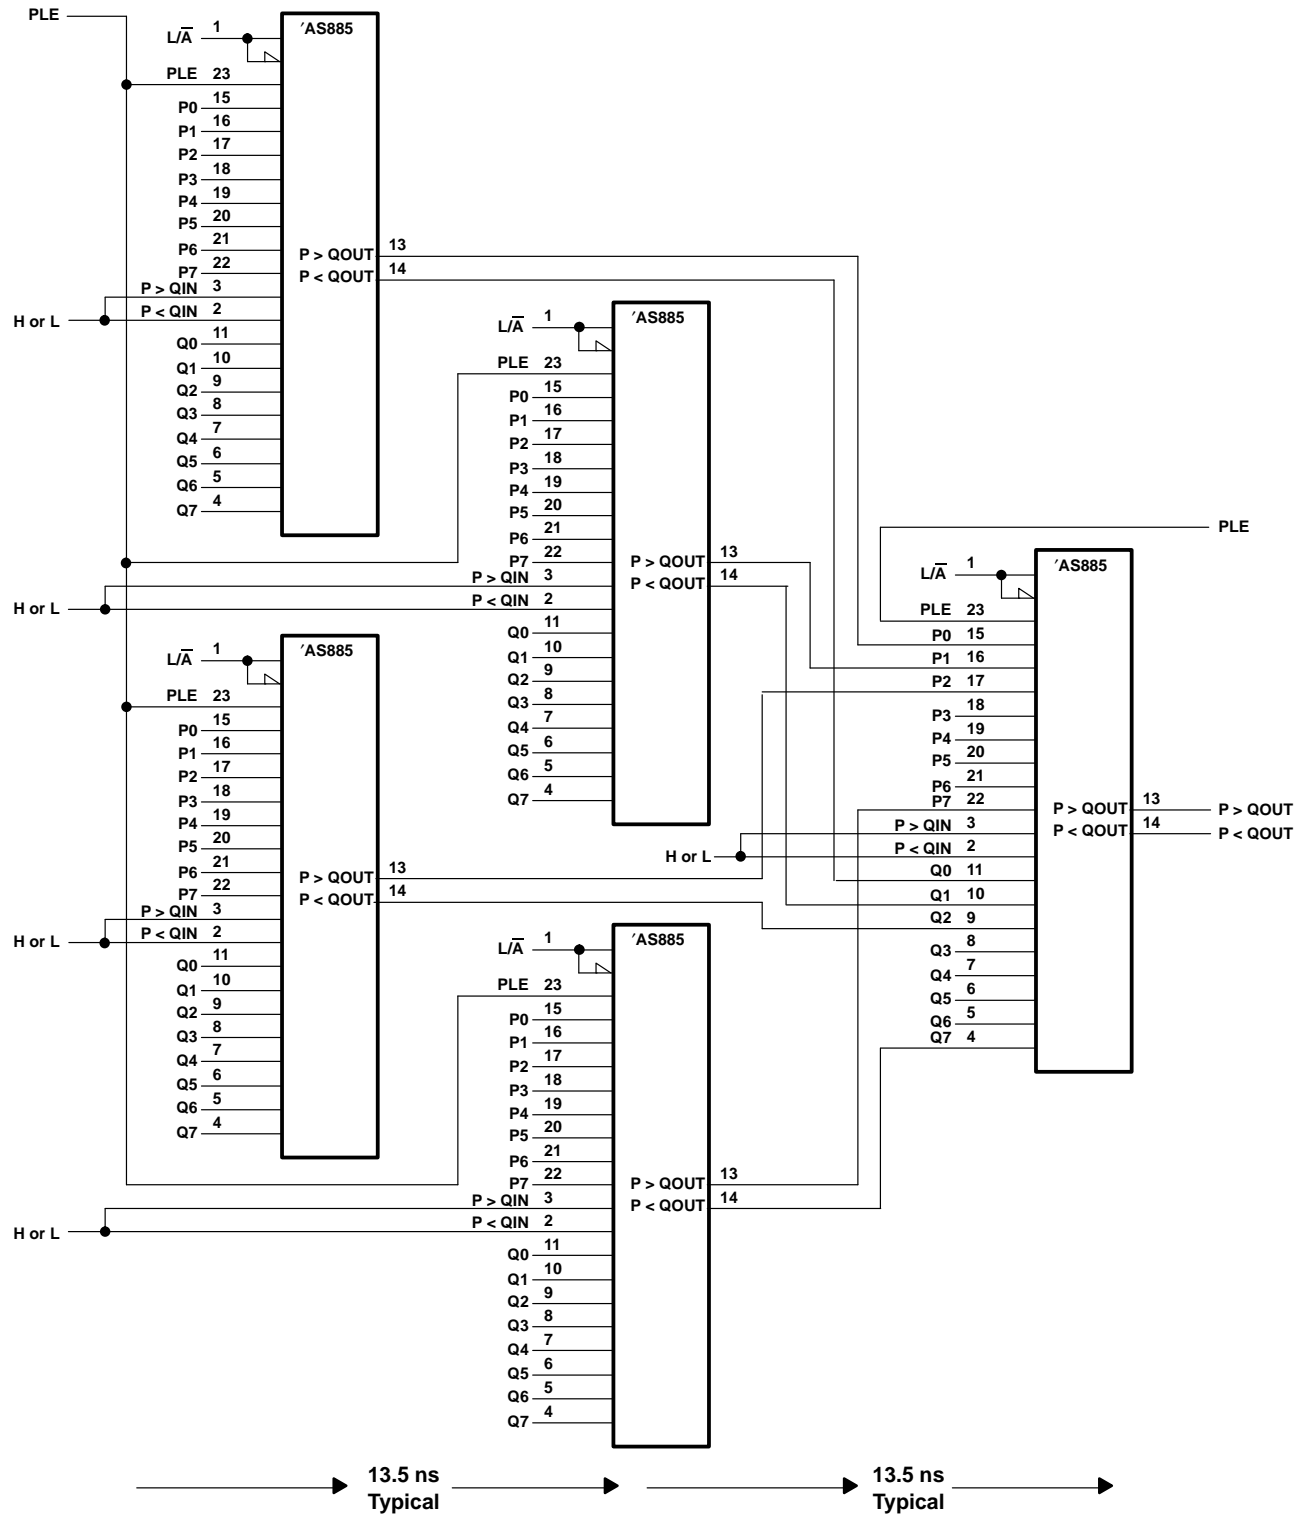 PLE
L/A̅ 1
′AS885
PLE 23
P0 15
P1 16
P2 17
P3 18
P4 19
P5 20
P6 21
P7 22
P > QIN 3
P < QIN 2
H or L
Q0 11
Q1 10
Q2 9
Q3 8
Q4 7
Q5 6
Q6 5
Q7 4
P > QOUT 13
P < QOUT 14
L/A̅ 1
′AS885
PLE 23
P0 15
P1 16
P2 17
P3 18
P4 19
P5 20
P6 21
P7 22
P > QIN 3
P < QIN 2
H or L
Q0 11
Q1 10
Q2 9
Q3 8
Q4 7
Q5 6
Q6 5
Q7 4
P > QOUT 13
P < QOUT 14
L/A̅ 1
′AS885
PLE 23
P0 15
P1 16
P2 17
P3 18
P4 19
P5 20
P6 21
P7 22
P > QIN 3
P < QIN 2
H or L
Q0 11
Q1 10
Q2 9
Q3 8
Q4 7
Q5 6
Q6 5
Q7 4
P > QOUT 13
P < QOUT 14
L/A̅ 1
′AS885
PLE 23
P0 15
P1 16
P2 17
P3 18
P4 19
P5 20
P6 21
P7 22
P > QIN 3
P < QIN 2
H or L
Q0 11
Q1 10
Q2 9
Q3 8
Q4 7
Q5 6
Q6 5
Q7 4
P > QOUT 13
P < QOUT 14
PLE
L/A̅ 1
′AS885
PLE 23
P0 15
P1 16
P2 17
P3 18
P4 19
P5 20
P6 21
P7 22
P > QIN 3
P < QIN 2
H or L
Q0 11
Q1 10
Q2 9
Q3 8
Q4 7
Q5 6
Q6 5
Q7 4
P > QOUT 13 P > QOUT
P < QOUT 14 P < QOUT
13.5 ns
Typical
13.5 ns
Typical